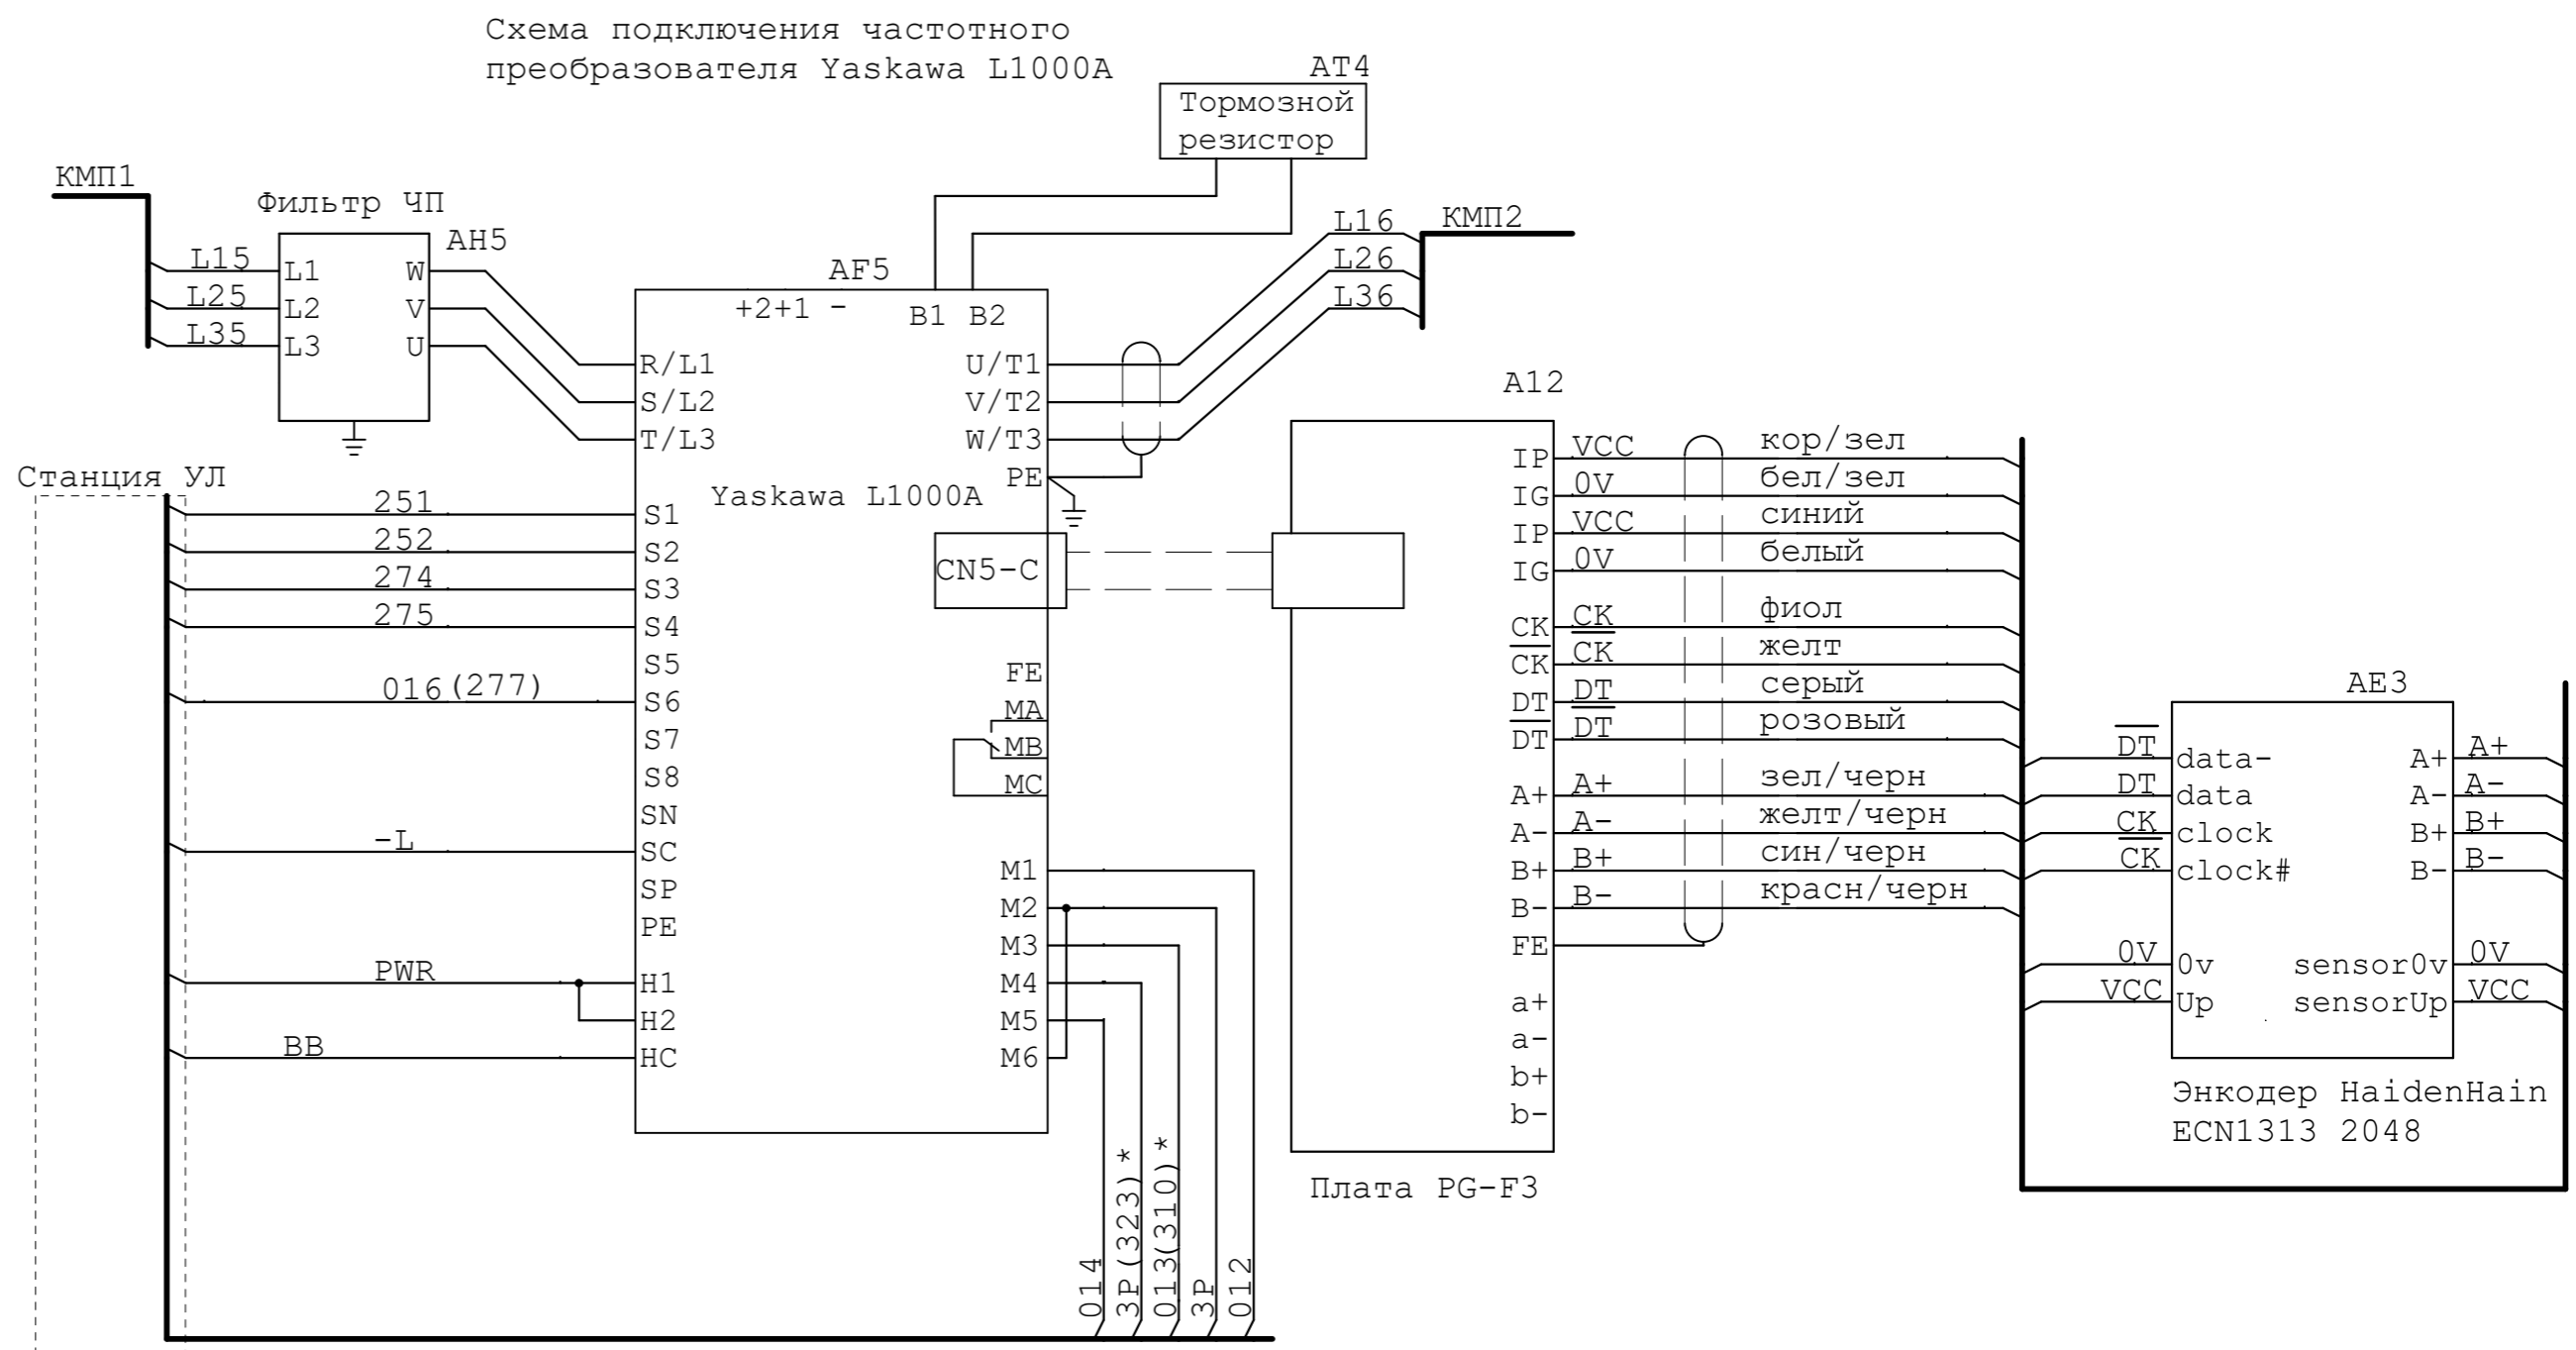 Схема подключения частотного
преобразователя Yaskawa L1000A
AT4
Тормозной
резистор
КМП1
Фильтр ЧП
AH5
L15
L25
L35
L1
L2
L3
W
V
U
AF5
+2+1 -
B1 B2
L16
L26
L36
КМП2
R/L1
S/L2
T/L3
U/T1
V/T2
W/T3
PE
Yaskawa L1000A
Станция УЛ
251
252
274
275
016(277)
-L
PWR
BB
S1
S2
S3
S4
S5
S6
S7
S8
SN
SC
SP
PE
H1
H2
HC
CN5-C
FE
MA
MB
MC
M1
M2
M3
M4
M5
M6
014
3P(323)*
013(310)*
3P
012
A12
IP VCC кор/зел
IG 0V бел/зел
IP VCC синий
IG 0V белый
CK CK фиол
C̅K̅ C̅K̅ желт
DT DT серый
D̅T̅ D̅T̅ розовый
A+ A+ зел/черн
A- A- желт/черн
B+ B+ син/черн
B- B- красн/черн
FE
a+
a-
b+
b-
Плата PG-F3
AE3
D̅T̅ data- A+ A+
DT data A- A-
CK clock B+ B+
C̅K̅ clock# B- B-
0V 0v sensor0v 0V
VCC Up sensorUp VCC
Энкодер HaidenHain
ECN1313 2048